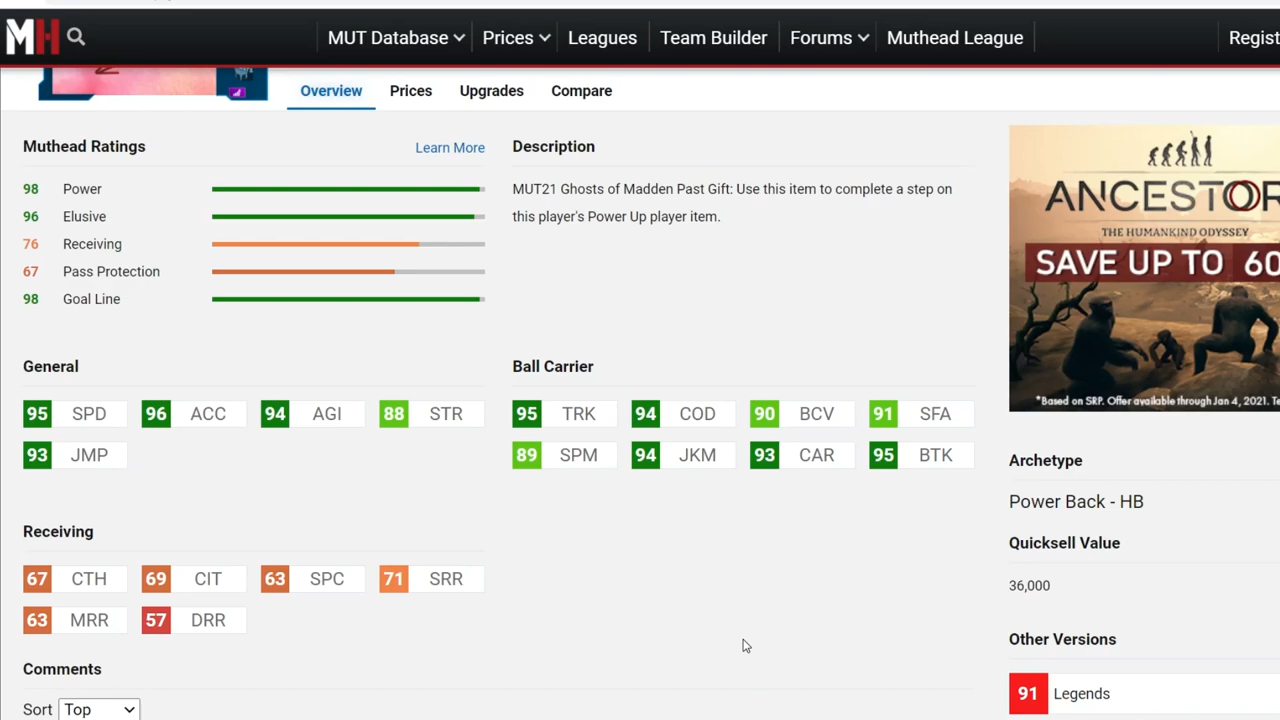 MH
MUT Database Prices Leagues Team Builder Forums Muthead League Regist
Overview Prices Upgrades Compare
Muthead Ratings Learn More
98 Power
96 Elusive
76 Receiving
67 Pass Protection
98 Goal Line
Description
MUT21 Ghosts of Madden Past Gift: Use this item to complete a step on
this player's Power Up player item.
General
95 SPD 96 ACC 94 AGI 88 STR
93 JMP
Ball Carrier
95 TRK 94 COD 90 BCV 91 SFA
89 SPM 94 JKM 93 CAR 95 BTK
Receiving
67 CTH 69 CIT 63 SPC 71 SRR
63 MRR 57 DRR
Comments
Sort Top
ANCESTOR
THE HUMANKIND ODYSSEY
SAVE UP TO 60
*Based on SRP. Offer available through Jan 4, 2021. Te
Archetype
Power Back - HB
Quicksell Value
36,000
Other Versions
91 Legends